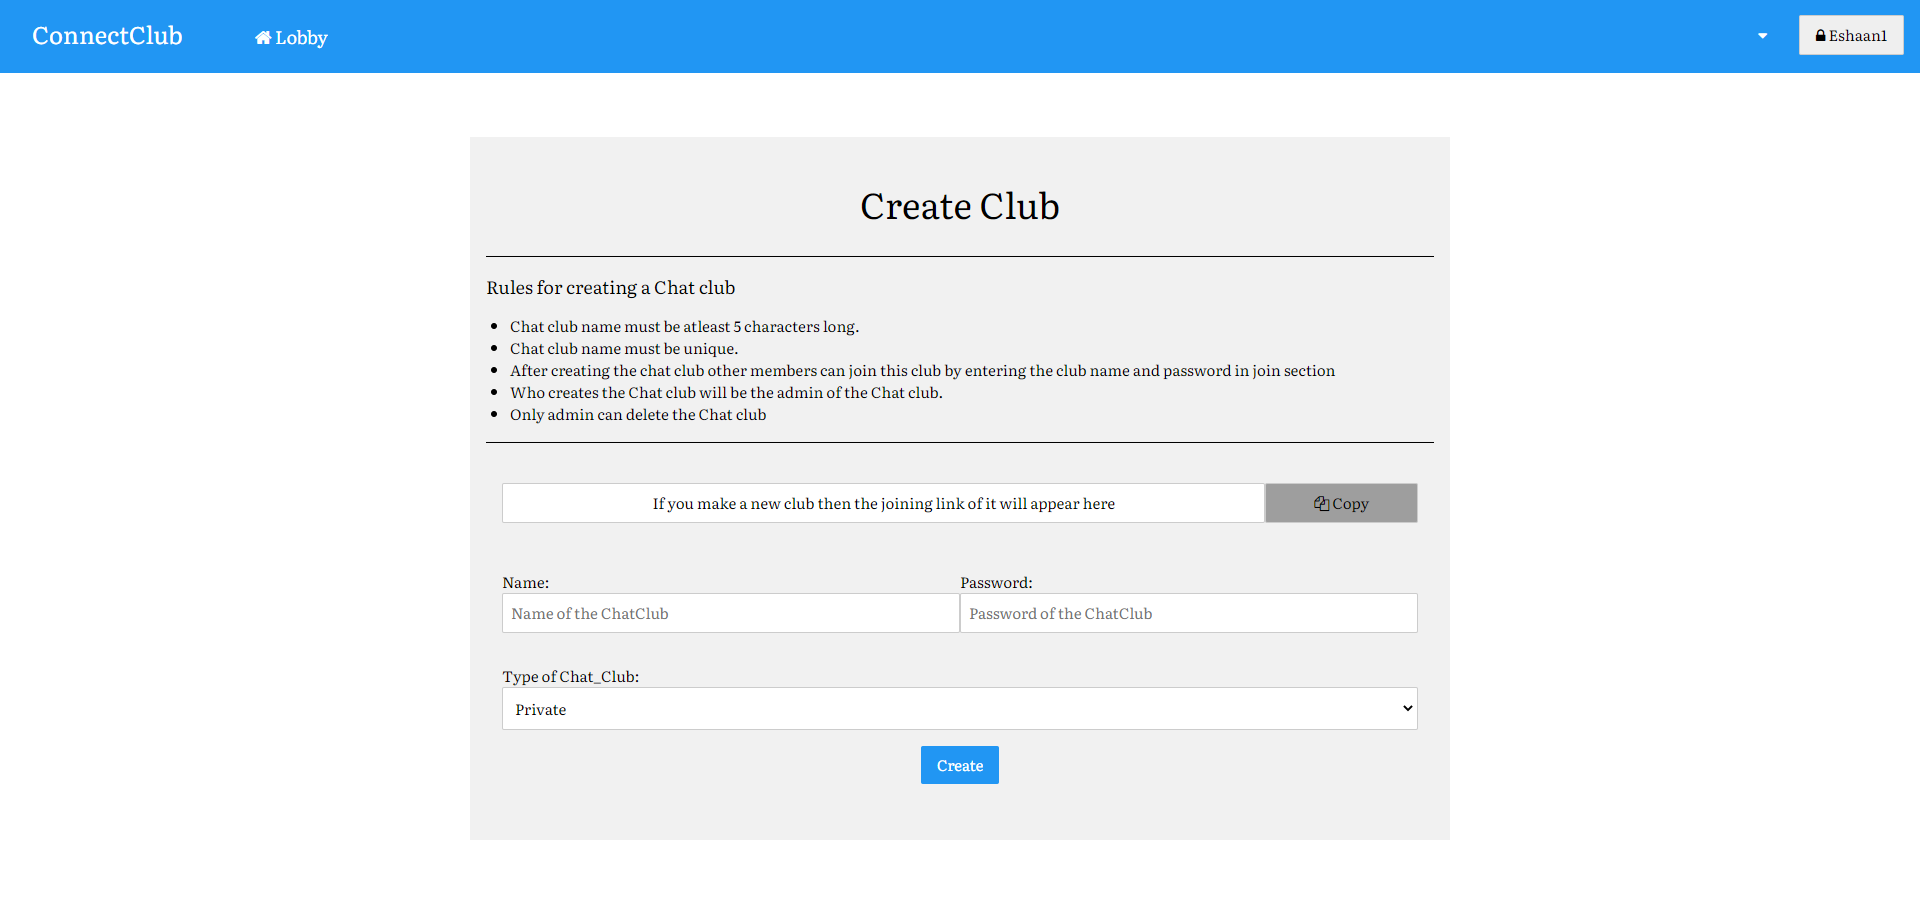 ConnectClub
Lobby
Eshaan1
Create Club
Rules for creating a Chat club
Chat club name must be atleast 5 characters long.
Chat club name must be unique.
After creating the chat club other members can join this club by entering the club name and password in join section
Who creates the Chat club will be the admin of the Chat club.
Only admin can delete the Chat club
If you make a new club then the joining link of it will appear here
Copy
Name:
Password:
Name of the ChatClub
Password of the ChatClub
Type of Chat_Club:
Private
Create